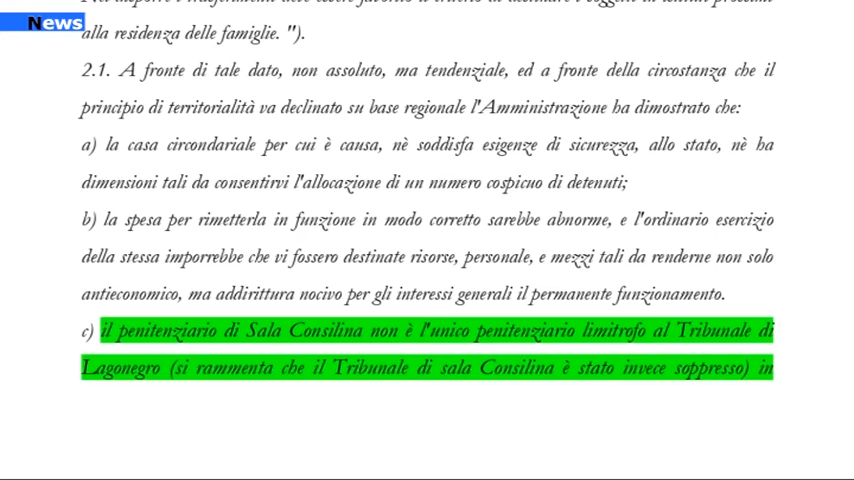 News
alla residenza delle famiglie. ").
2.1. A fronte di tale dato, non assoluto, ma tendenziale, ed a fronte della circostanza che il
principio di territorialità va declinato su base regionale l'Amministrazione ha dimostrato che:
a) la casa circondariale per cui è causa, nè soddisfa esigenze di sicurezza, allo stato, nè ha
dimensioni tali da consentirvi l'allocazione di un numero cospicuo di detenuti;
b) la spesa per rimetterla in funzione in modo corretto sarebbe abnorme, e l'ordinario esercizio
della stessa imporrebbe che vi fossero destinate risorse, personale, e mezzi tali da renderne non solo
antieconomico, ma addirittura nocivo per gli interessi generali il permanente funzionamento.
c) il penitenziario di Sala Consilina non è l'unico penitenziario limitrofo al Tribunale di
Lagonegro (si rammenta che il Tribunale di sala Consilina è stato invece soppresso) in